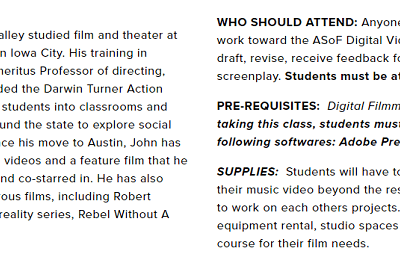 alley studied film and theater at
n Iowa City. His training in
neritus Professor of directing,
ded the Darwin Turner Action
students into classrooms and
und the state to explore social
ce his move to Austin, John has
videos and a feature film that he
nd co-starred in. He has also
rous films, including Robert
reality series, Rebel Without A
WHO SHOULD ATTEND: Anyone
work toward the ASoF Digital Vi
draft, revise, receive feedback fo
screenplay. Students must be at
PRE-REQUISITES: Digital Filmm
taking this class, students must
following softwares: Adobe Pre
SUPPLIES: Students will have to
their music video beyond the res
to work on each others projects.
equipment rental, studio spaces
course for their film needs.